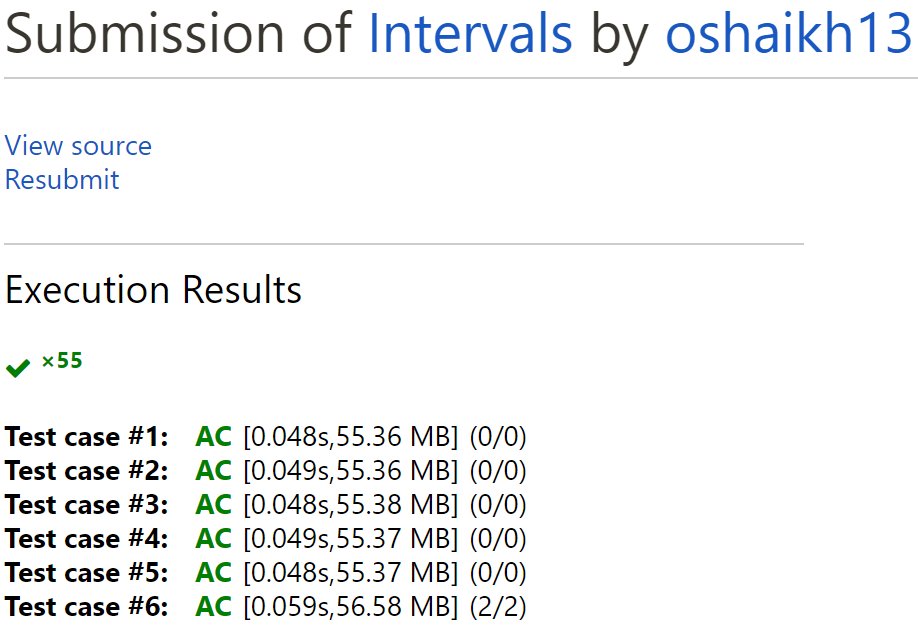 Submission of Intervals by oshaikh13
View source
Resubmit
Execution Results
✔ ×55
Test case #1: AC [0.048s,55.36 MB] (0/0)
Test case #2: AC [0.049s,55.36 MB] (0/0)
Test case #3: AC [0.048s,55.38 MB] (0/0)
Test case #4: AC [0.049s,55.37 MB] (0/0)
Test case #5: AC [0.048s,55.37 MB] (0/0)
Test case #6: AC [0.059s,56.58 MB] (2/2)